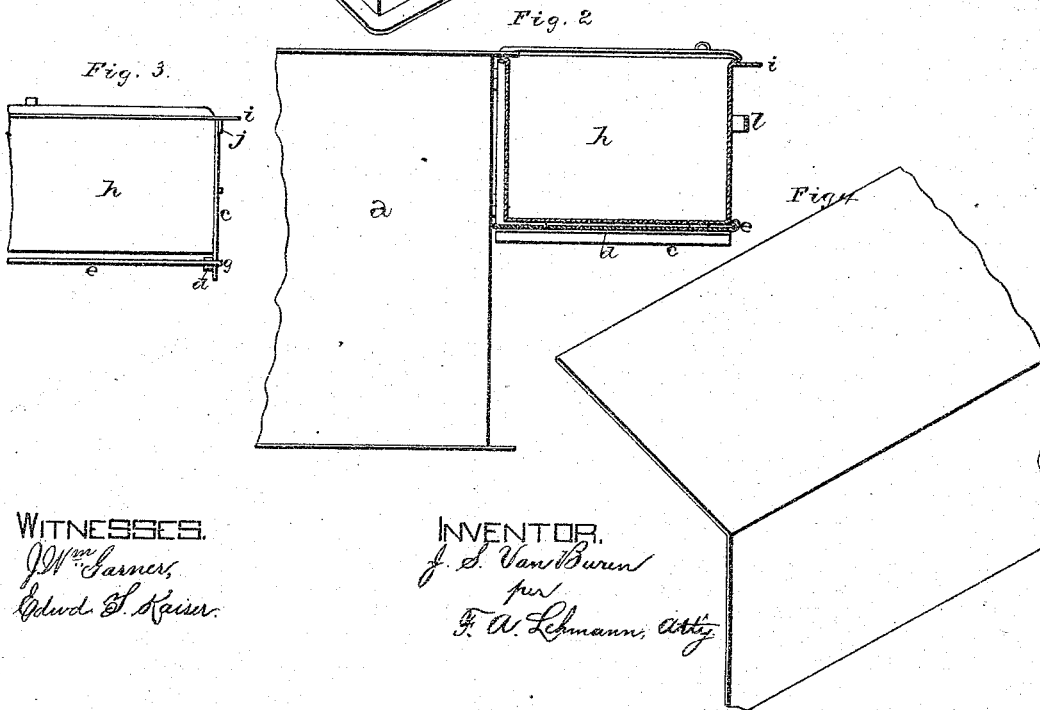 Fig. 2
Fig. 3.
i
j
h
c
e
g
d
a
h
i
l
e
d
c
Fig 4
WITNESSES.
J. Wm Garner,
Edwd. F. Kaiser.
INVENTOR.
J. S. Van Buren
per
F. A. Lehmann, Atty